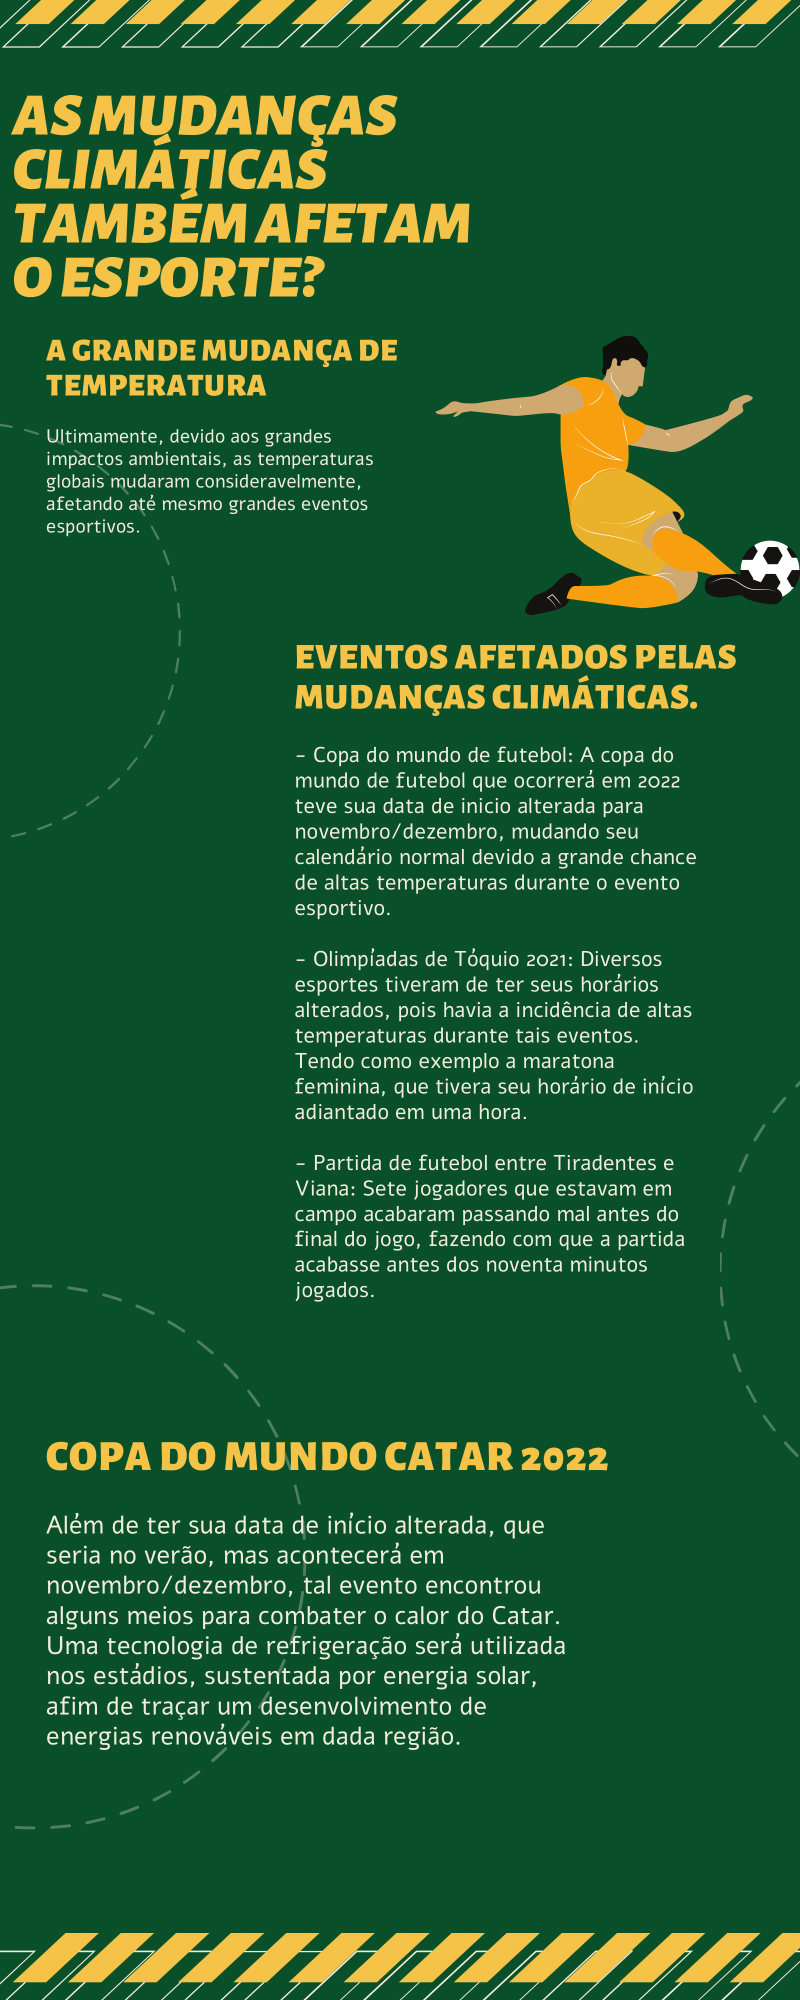 AS MUDANÇAS
CLIMÁTICAS
TAMBÉM AFETAM
O ESPORTE?
A GRANDE MUDANÇA DE
TEMPERATURA
Ultimamente, devido aos grandes
impactos ambientais, as temperaturas
globais mudaram consideravelmente,
afetando até mesmo grandes eventos
esportivos.
EVENTOS AFETADOS PELAS
MUDANÇAS CLIMÁTICAS.
- Copa do mundo de futebol: A copa do
mundo de futebol que ocorrerá em 2022
teve sua data de inicio alterada para
novembro/dezembro, mudando seu
calendário normal devido a grande chance
de altas temperaturas durante o evento
esportivo.
- Olimpíadas de Tóquio 2021: Diversos
esportes tiveram de ter seus horários
alterados, pois havia a incidência de altas
temperaturas durante tais eventos.
Tendo como exemplo a maratona
feminina, que tivera seu horário de início
adiantado em uma hora.
- Partida de futebol entre Tiradentes e
Viana: Sete jogadores que estavam em
campo acabaram passando mal antes do
final do jogo, fazendo com que a partida
acabasse antes dos noventa minutos
jogados.
COPA DO MUNDO CATAR 2022
Além de ter sua data de início alterada, que
seria no verão, mas acontecerá em
novembro/dezembro, tal evento encontrou
alguns meios para combater o calor do Catar.
Uma tecnologia de refrigeração será utilizada
nos estádios, sustentada por energia solar,
afim de traçar um desenvolvimento de
energias renováveis em dada região.